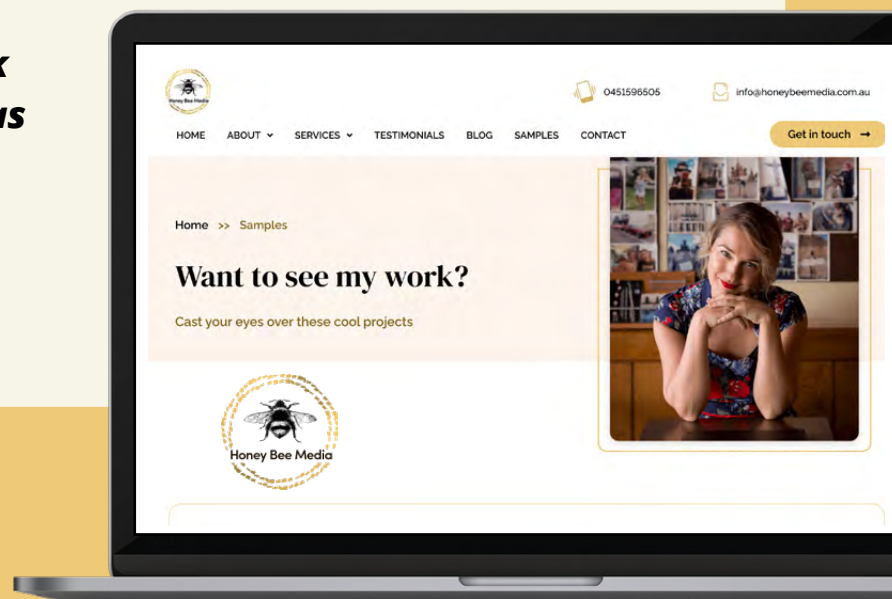 Honey Bee Media
0451596505
info@honeybeemedia.com.au
HOME ABOUT SERVICES TESTIMONIALS BLOG SAMPLES CONTACT
Get in touch →
Home >> Samples
Want to see my work?
Cast your eyes over these cool projects
Honey Bee Media